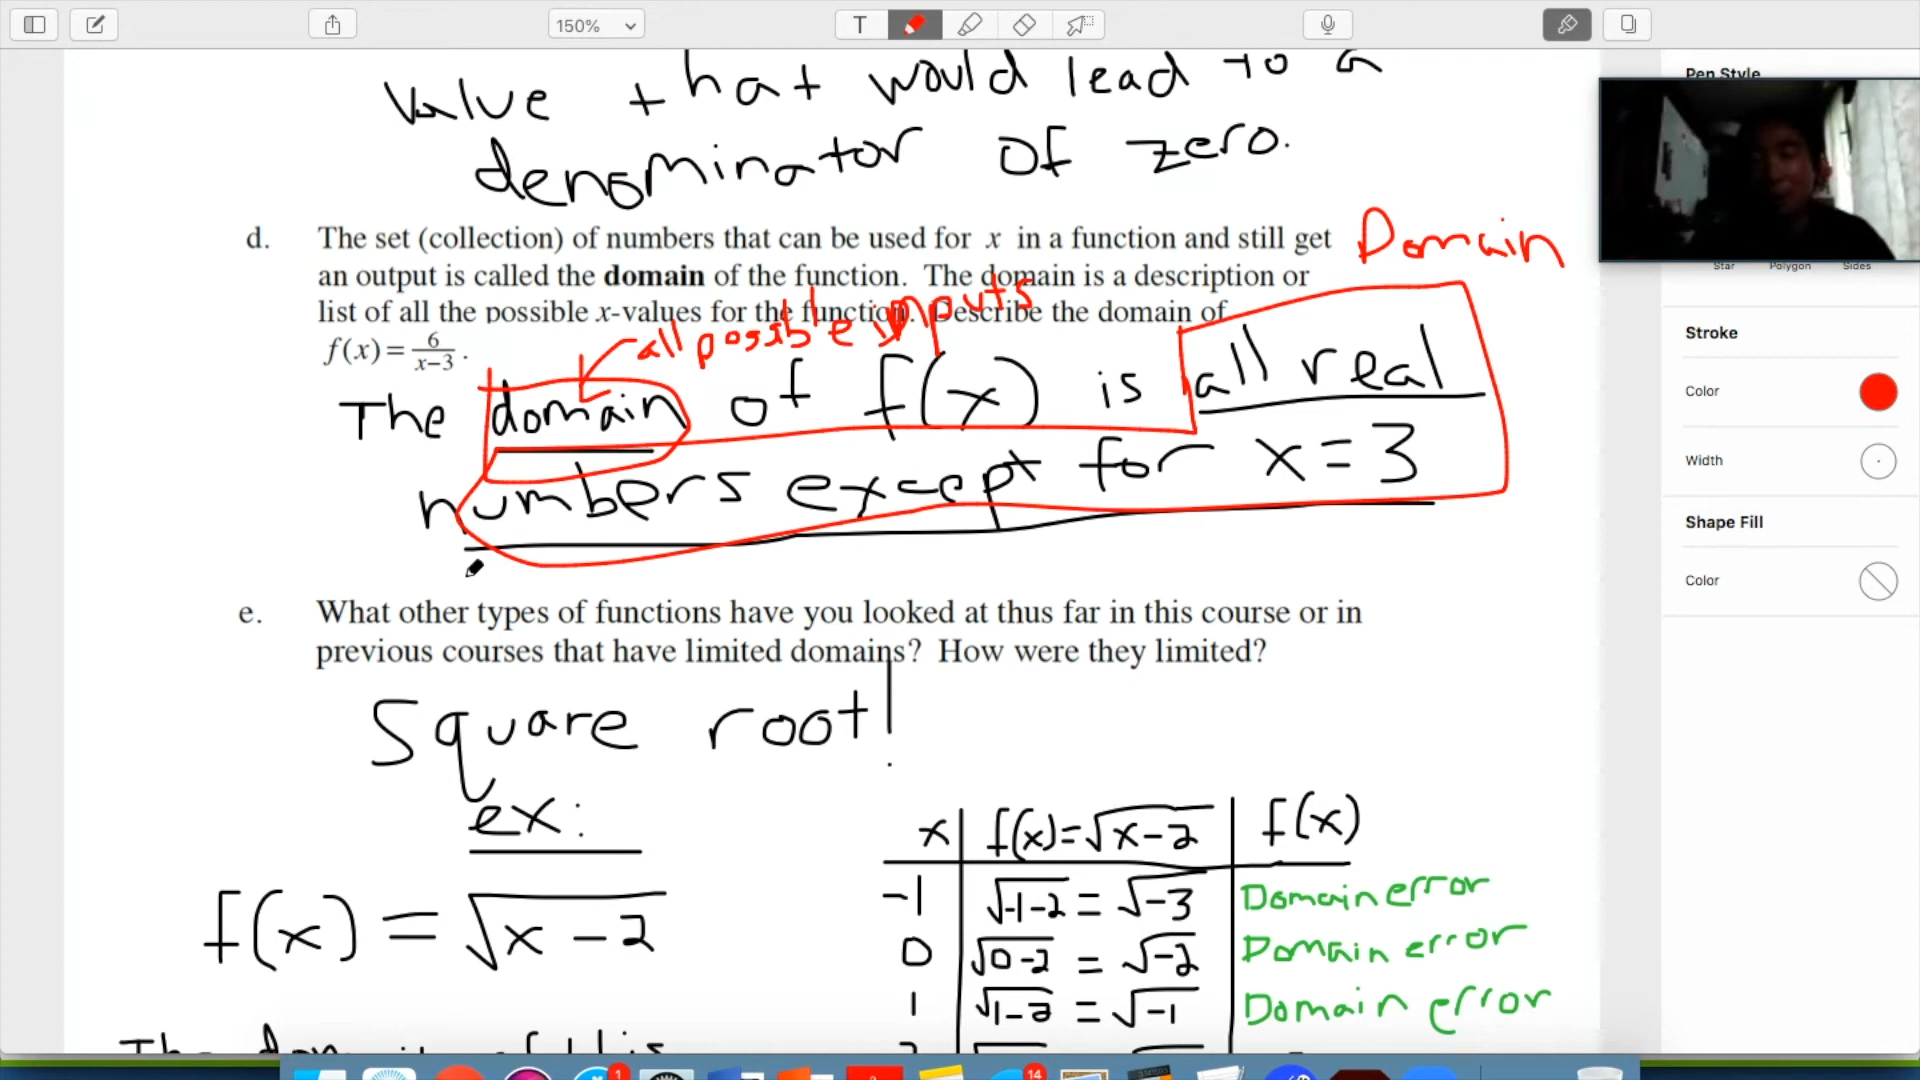 150%
Value that would lead to a
denominator of zero.
Pen Style
d. The set (collection) of numbers that can be used for x in a function and still get
an output is called the domain of the function. The domain is a description or
list of all the possible x-values for the function. Describe the domain of
f(x)=6/x−3.
Domain
all possible inputs
The domain of f(x) is all real
numbers except for x=3
e. What other types of functions have you looked at thus far in this course or in
previous courses that have limited domains? How were they limited?
Square root!
ex:
f(x) = √x-2
x f(x)=√x-2 f(x)
-1 √-1-2 = √-3 Domain error
0 √0-2 = √-2 Domain error
1 √1-2 = √-1 Domain error
Star Polygon Sides
Stroke
Color
Width
Shape Fill
Color
1
14